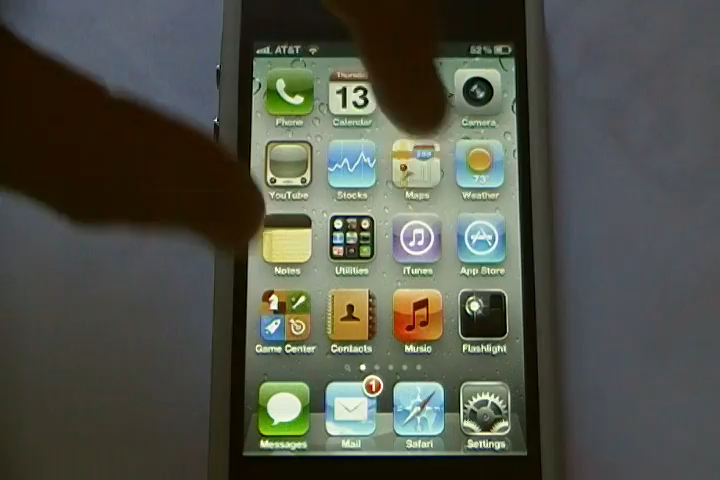 AT&T 52%
Thursday
13
Phone Calendar Camera
280
73°
YouTube Stocks Maps Weather
Notes Utilities iTunes App Store
Game Center Contacts Music Flashlight
1
Messages Mail Safari Settings